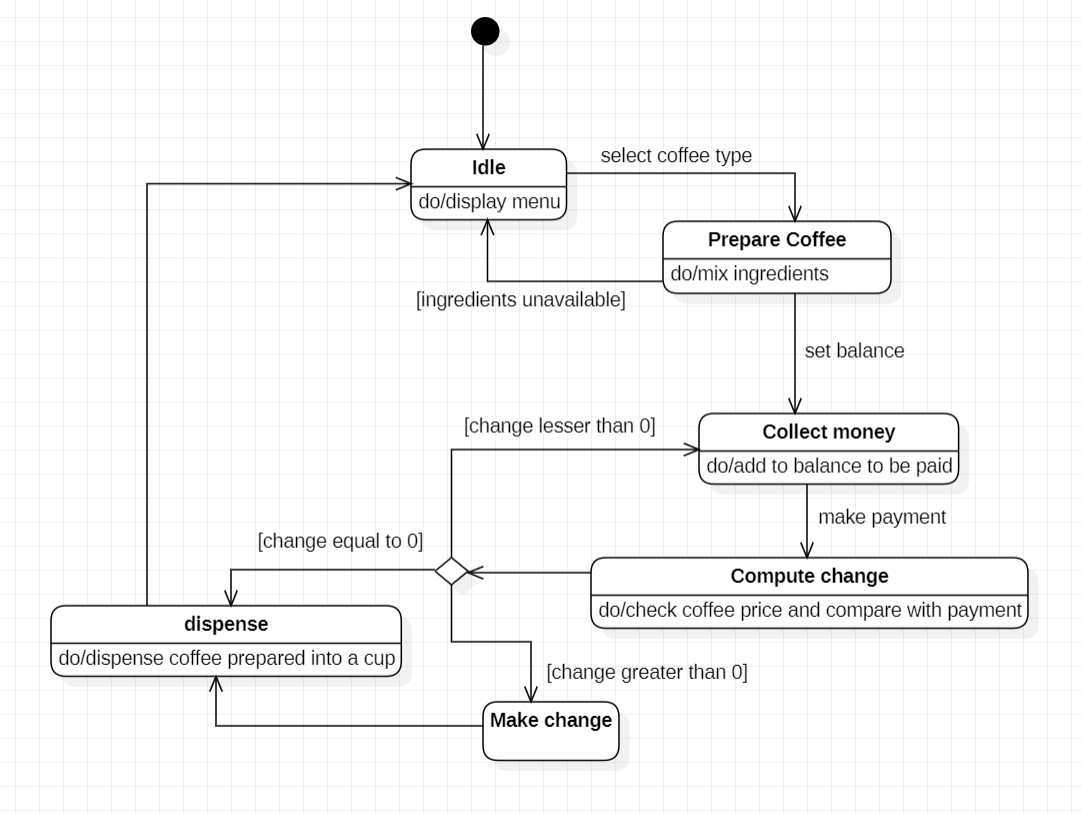 Idle
do/display menu
select coffee type
Prepare Coffee
do/mix ingredients
[ingredients unavailable]
set balance
Collect money
do/add to balance to be paid
[change lesser than 0]
make payment
[change equal to 0]
Compute change
do/check coffee price and compare with payment
dispense
do/dispense coffee prepared into a cup
[change greater than 0]
Make change